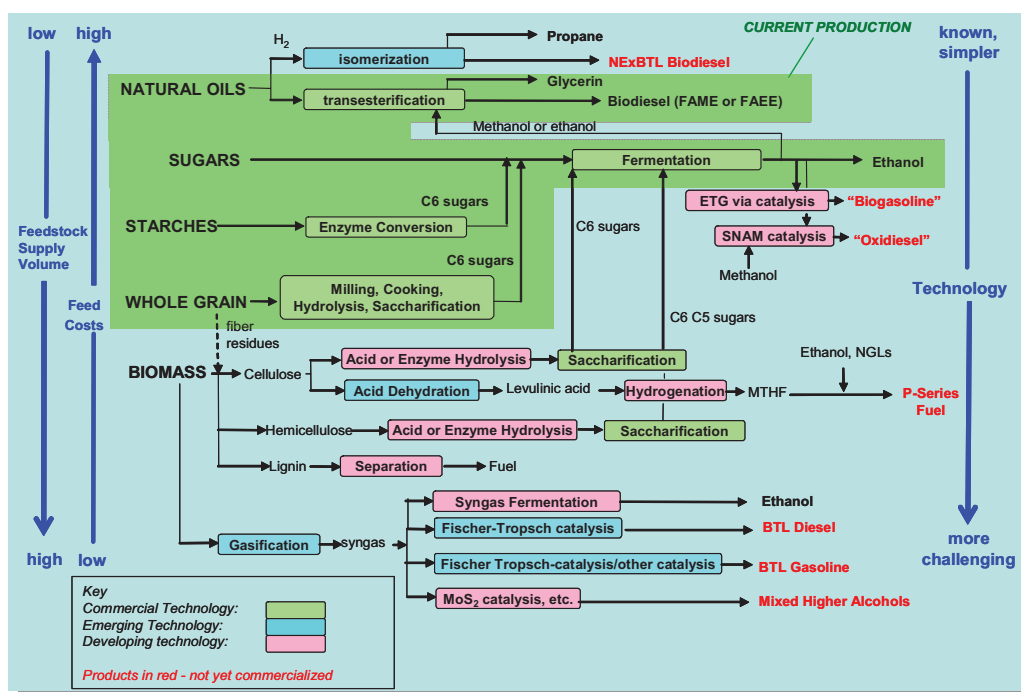 low
high
H2
Propane
CURRENT PRODUCTION
known,
simpler
isomerization
NExBTL Biodiesel
NATURAL OILS
Glycerin
transesterification
Biodiesel (FAME or FAEE)
Methanol or ethanol
SUGARS
Fermentation
Ethanol
C6 sugars
ETG via catalysis
“Biogasoline”
STARCHES
Enzyme Conversion
C6 sugars
SNAM catalysis
“Oxidiesel”
Feedstock
Supply
Volume
C6 sugars
Methanol
WHOLE GRAIN
Milling, Cooking,
Hydrolysis, Saccharification
Feed
Costs
Technology
C6 C5 sugars
fiber
residues
BIOMASS
Cellulose
Acid or Enzyme Hydrolysis
Saccharification
Ethanol, NGLs
Acid Dehydration
Levulinic acid
Hydrogenation
MTHF
P-Series
Fuel
Hemicellulose
Acid or Enzyme Hydrolysis
Saccharification
Lignin
Separation
Fuel
Syngas Fermentation
Ethanol
Fischer-Tropsch catalysis
BTL Diesel
Gasification
syngas
high
low
more
challenging
Fischer Tropsch-catalysis/other catalysis
BTL Gasoline
MoS2 catalysis, etc.
Mixed Higher Alcohols
Key
Commercial Technology:
Emerging Technology:
Developing technology:
Products in red - not yet commercialized